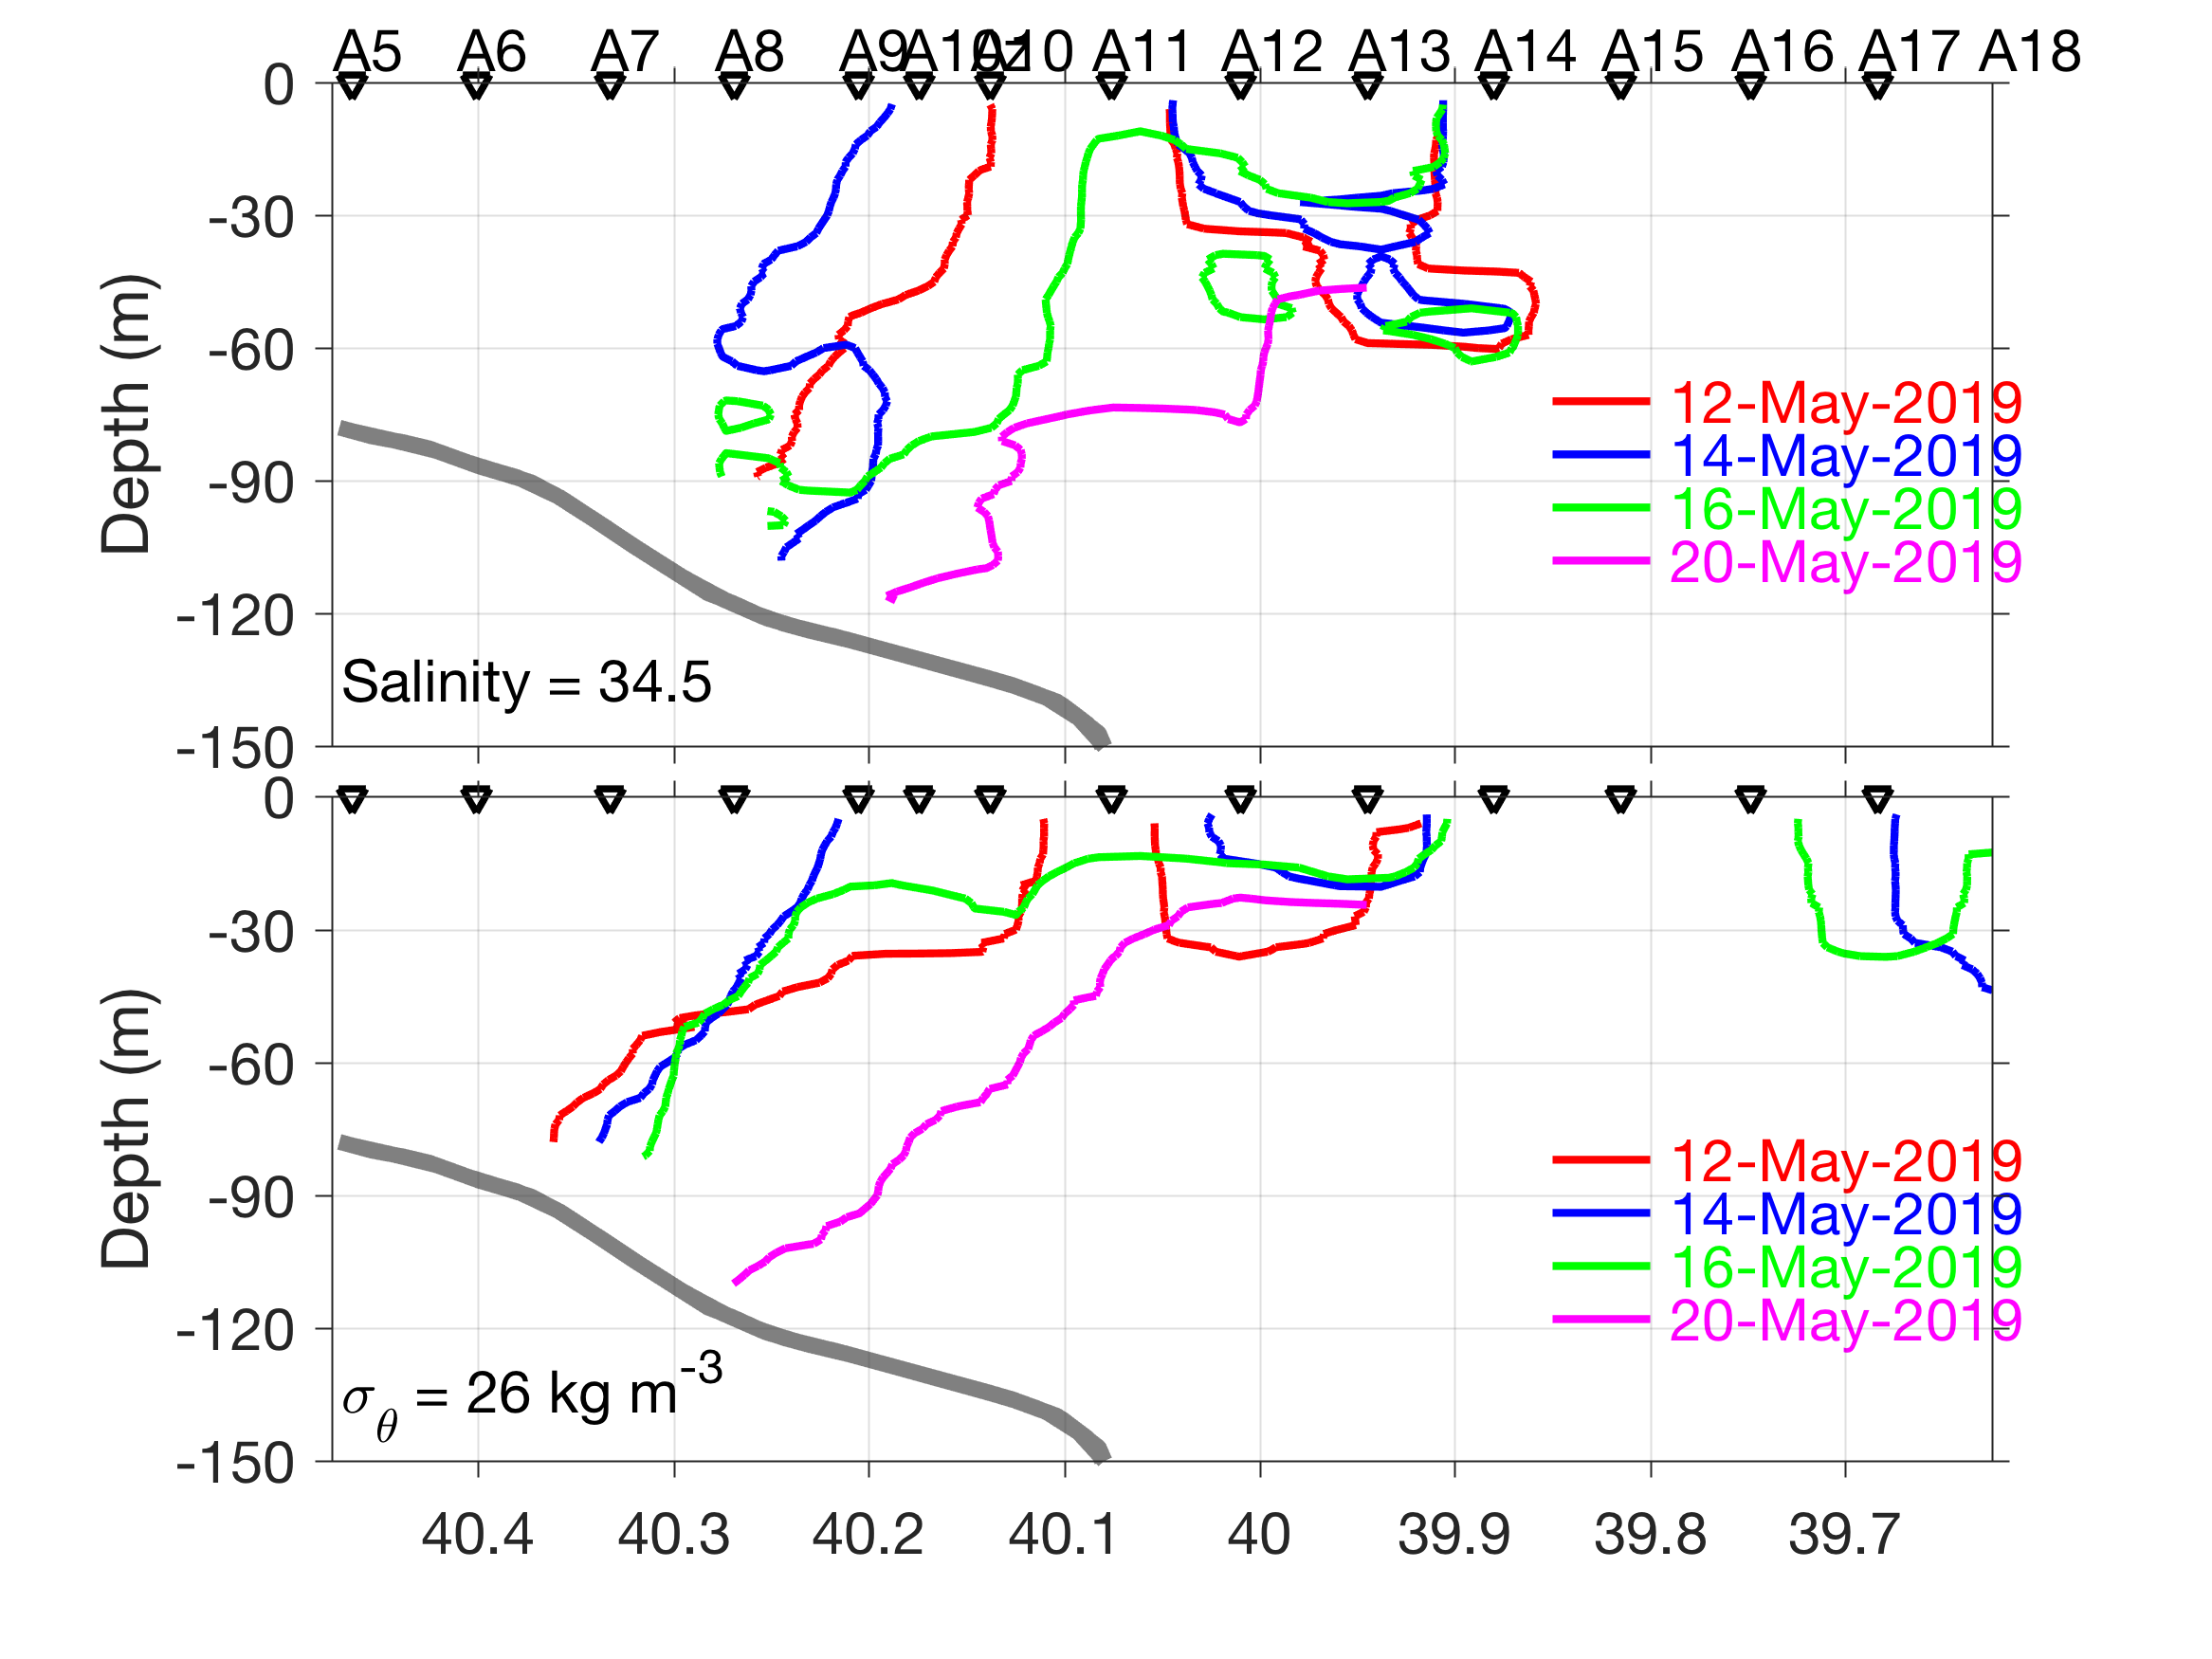 A5 A6 A7 A8 A9 A10 A11 A12 A13 A14 A15 A16 A17 A18
0
-30
-60
-90
-120
-150
Depth (m)
12-May-2019
14-May-2019
16-May-2019
20-May-2019
Salinity = 34.5
0
-30
-60
-90
-120
-150
Depth (m)
12-May-2019
14-May-2019
16-May-2019
20-May-2019
σθ = 26 kg m-3
40.4 40.3 40.2 40.1 40 39.9 39.8 39.7